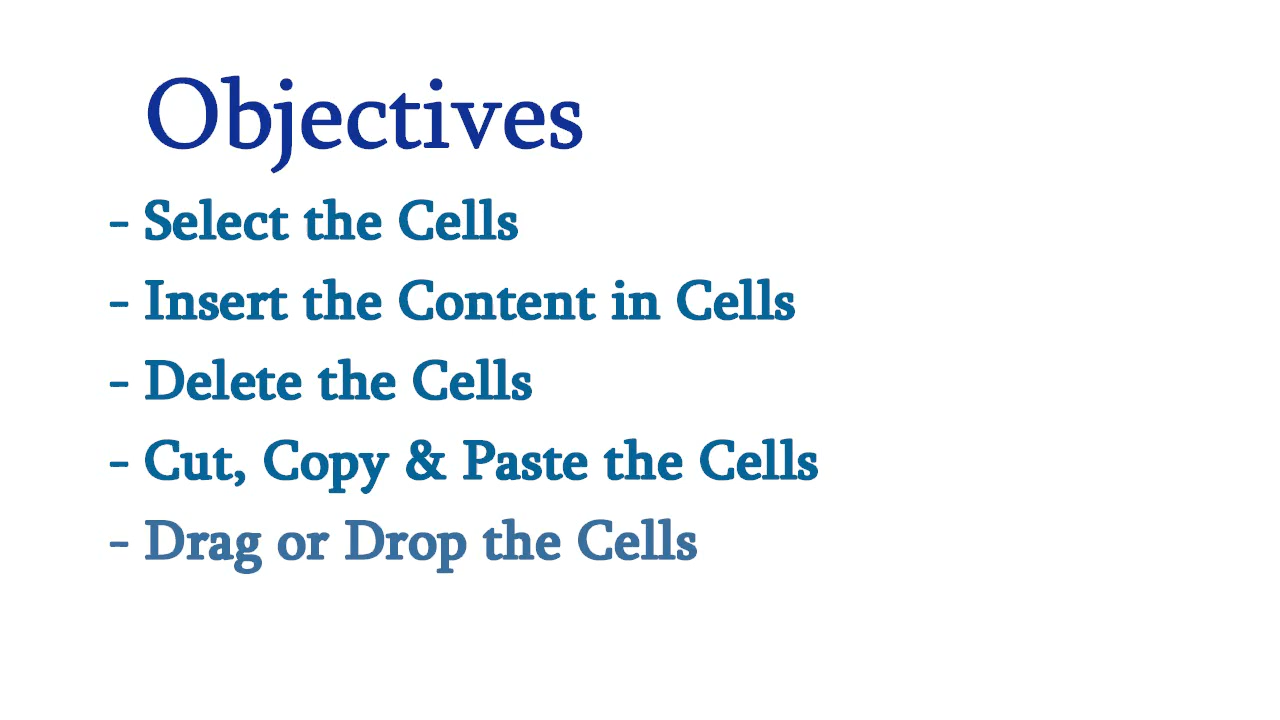 Objectives
- Select the Cells
- Insert the Content in Cells
- Delete the Cells
- Cut, Copy & Paste the Cells
- Drag or Drop the Cells